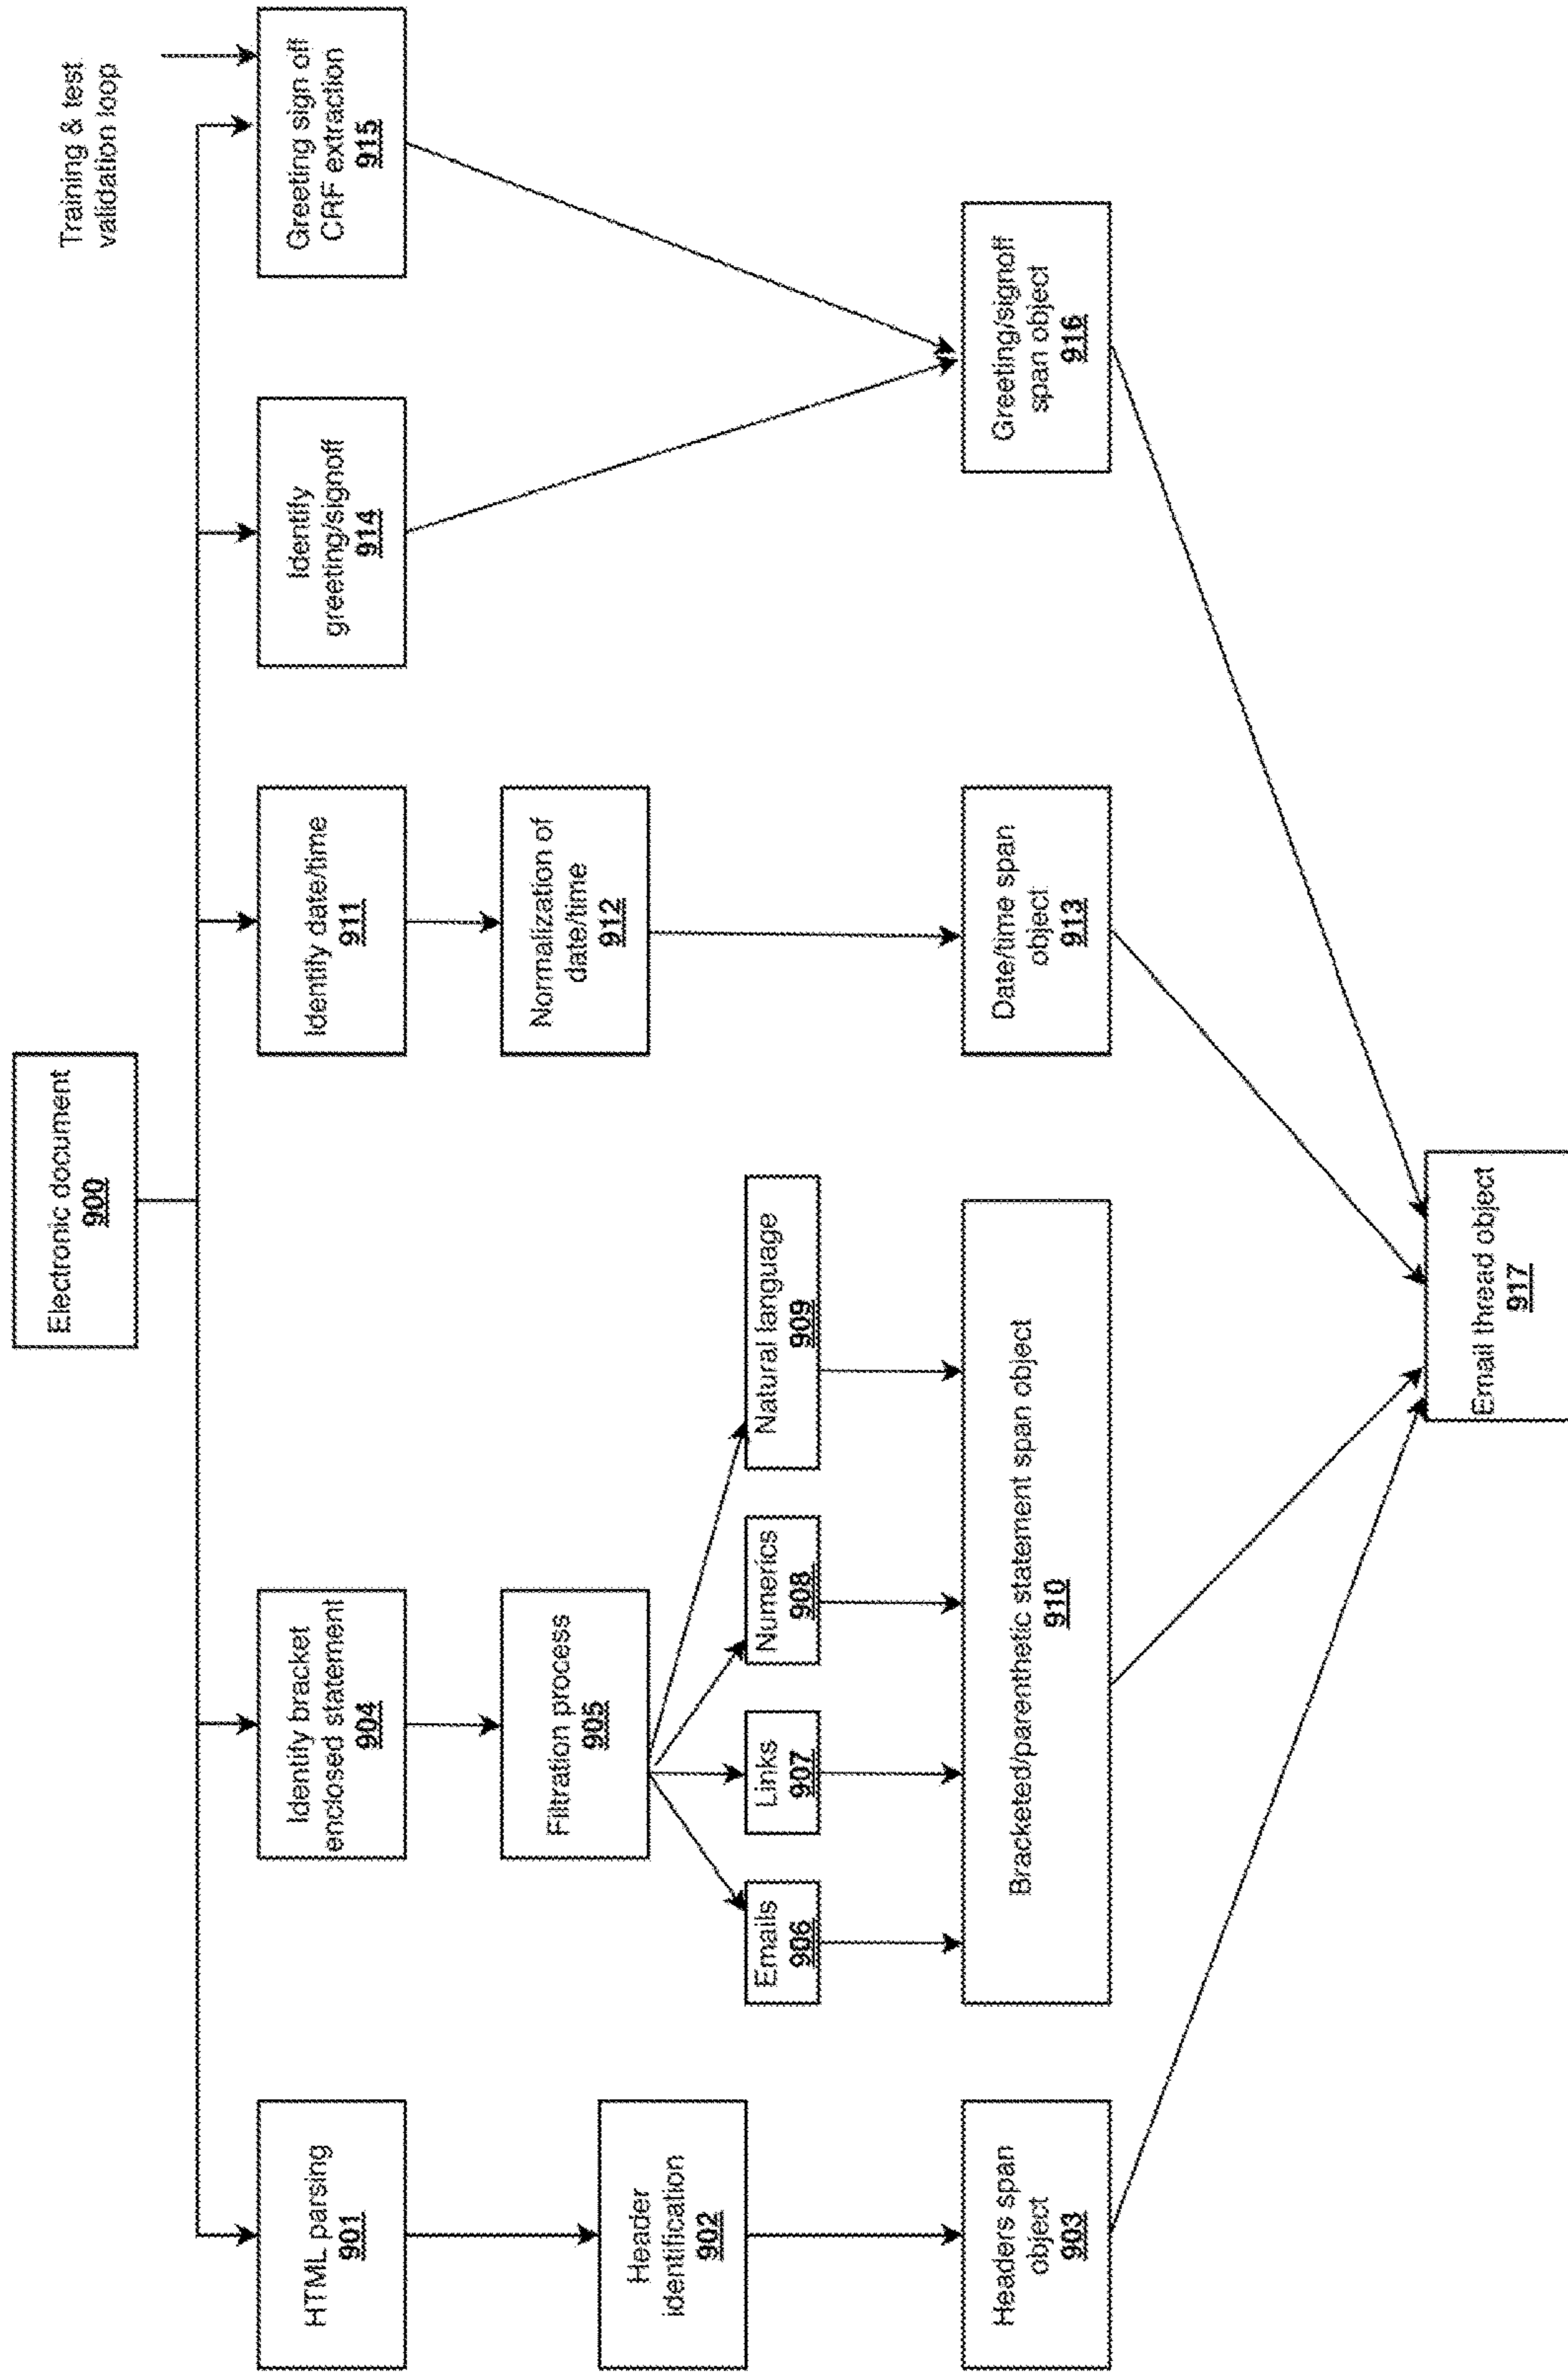 Electronic document
900
Training & test
validation loop
HTML parsing
901
Identify bracket
enclosed statement
904
Identify date/time
911
Identify
greeting/signoff
914
Greeting sign off
CRF extraction
915
Header
identification
902
Filtration process
905
Normalization of
date/time
912
Emails
906
Links
907
Numerics
908
Natural language
909
Headers span
object
903
Bracketed/parenthetic statement span object
910
Date/time span
object
913
Greeting/signoff
span object
916
Email thread object
917